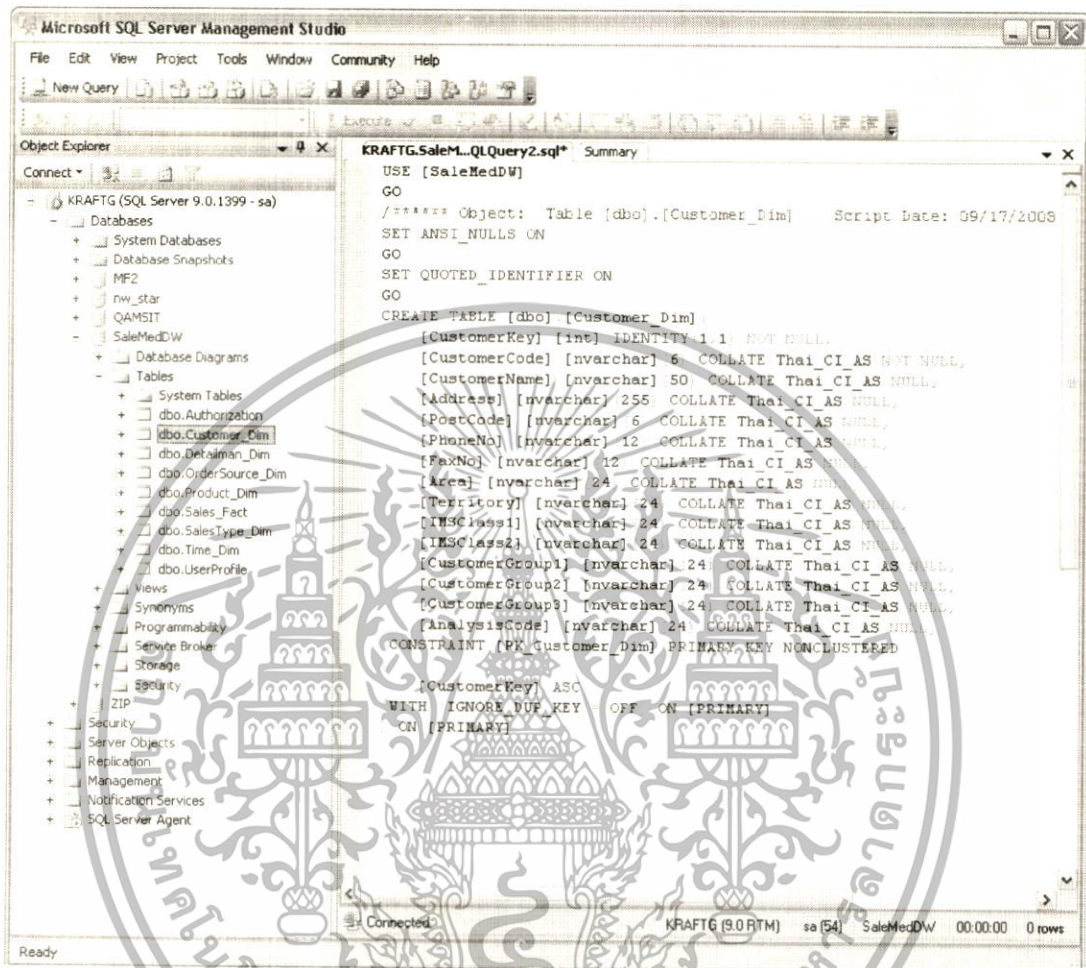 Microsoft SQL Server Management Studio
File Edit View Project Tools Window Community Help
New Query
Execute
Object Explorer
Connect
KRAFTG (SQL Server 9.0.1399 - sa)
Databases
System Databases
Database Snapshots
MF2
nw_star
QAMSIT
SaleMedDW
Database Diagrams
Tables
System Tables
dbo.Authorization
dbo.Customer_Dim
dbo.Detailman_Dim
dbo.OrderSource_Dim
dbo.Product_Dim
dbo.Sales_Fact
dbo.SalesType_Dim
dbo.Time_Dim
dbo.UserProfile
Views
Synonyms
Programmability
Service Broker
Storage
Security
ZIP
Security
Server Objects
Replication
Management
Notification Services
SQL Server Agent
KRAFTG.SaleM...QLQuery2.sql* Summary
USE [SaleMedDW]
GO
/****** Object: Table [dbo].[Customer_Dim] Script Date: 09/17/2008
SET ANSI_NULLS ON
GO
SET QUOTED_IDENTIFIER ON
GO
CREATE TABLE [dbo].[Customer_Dim]
[CustomerKey] [int] IDENTITY(1,1) NOT NULL,
[CustomerCode] [nvarchar] 6 COLLATE Thai_CI_AS NOT NULL,
[CustomerName] [nvarchar] (50) COLLATE Thai_CI_AS NULL,
[Address] [nvarchar] 255 COLLATE Thai_CI_AS NULL,
[PostCode] [nvarchar] 6 COLLATE Thai_CI_AS NULL,
[PhoneNo] [nvarchar] 12 COLLATE Thai_CI_AS NULL,
[FaxNo] [nvarchar] 12 COLLATE Thai_CI_AS NULL,
[Area] [nvarchar] 24 COLLATE Thai_CI_AS NULL,
[Territory] [nvarchar] 24 COLLATE Thai_CI_AS NULL,
[IMSClass1] [nvarchar] 24 COLLATE Thai_CI_AS NULL,
[IMSClass2] [nvarchar] 24 COLLATE Thai_CI_AS NULL,
[CustomerGroup1] [nvarchar] 24 COLLATE Thai_CI_AS NULL,
[CustomerGroup2] [nvarchar] 24 COLLATE Thai_CI_AS NULL,
[CustomerGroup3] [nvarchar] 24 COLLATE Thai_CI_AS NULL,
[AnalysisCode] [nvarchar] 24 COLLATE Thai_CI_AS NULL,
CONSTRAINT [PK_Customer_Dim] PRIMARY KEY NONCLUSTERED
[CustomerKey] ASC
WITH IGNORE_DUP_KEY OFF ON [PRIMARY]
ON [PRIMARY]
Connected. KRAFTG (9.0 RTM) sa (54) SaleMedDW 00:00:00 0 rows
Ready